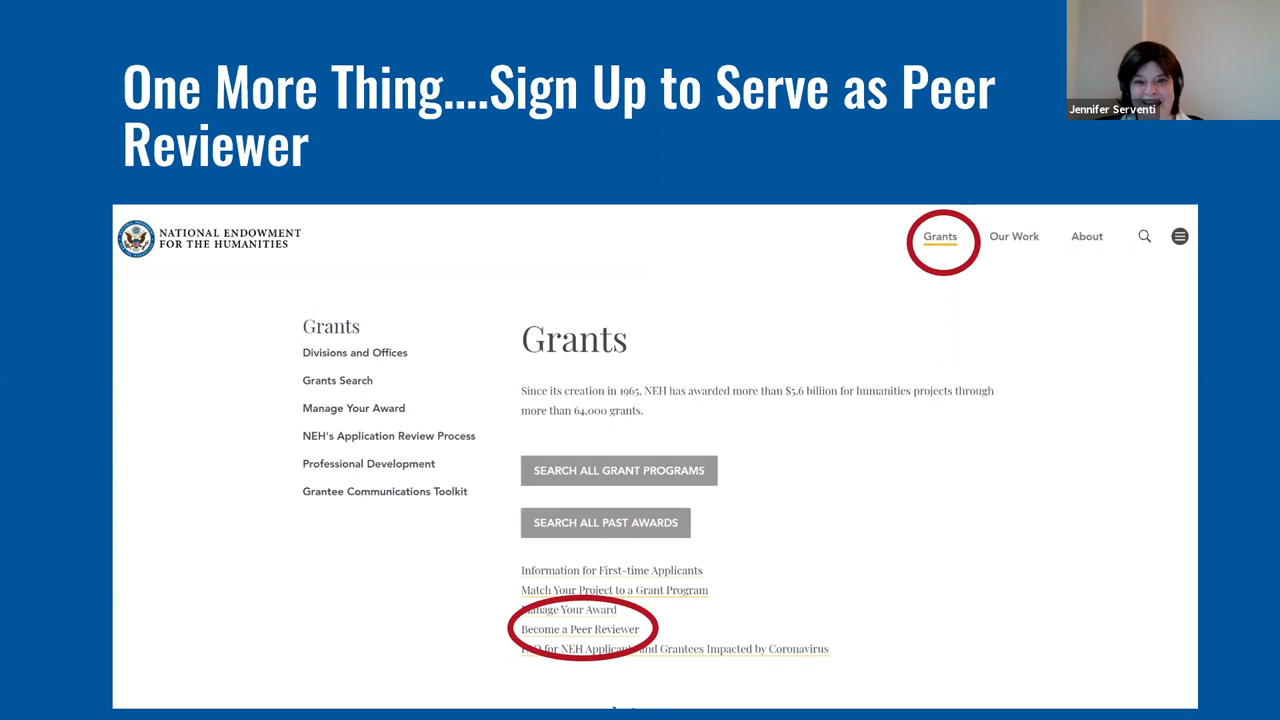 One More Thing....Sign Up to Serve as Peer
Reviewer
Jennifer Serventi
NATIONAL ENDOWMENT
FOR THE HUMANITIES
Grants
Our Work
About
Grants
Divisions and Offices
Grants Search
Manage Your Award
NEH's Application Review Process
Professional Development
Grantee Communications Toolkit
Grants
Since its creation in 1965, NEH has awarded more than $5.6 billion for humanities projects through
more than 64,000 grants.
SEARCH ALL GRANT PROGRAMS
SEARCH ALL PAST AWARDS
Information for First-time Applicants
Match Your Project to a Grant Program
Manage Your Award
Become a Peer Reviewer
for NEH Applicants and Grantees Impacted by Coronavirus